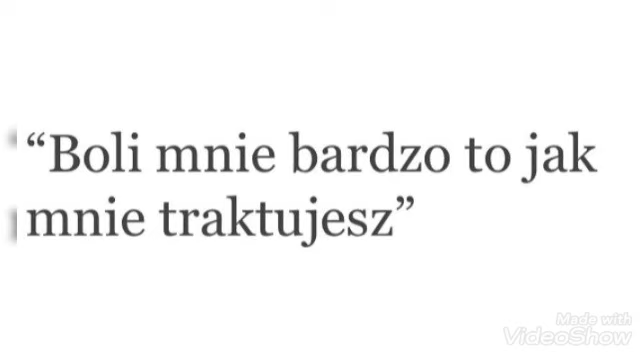 “Boli mnie bardzo to jak
mnie traktujesz”
Made with
VideoShow